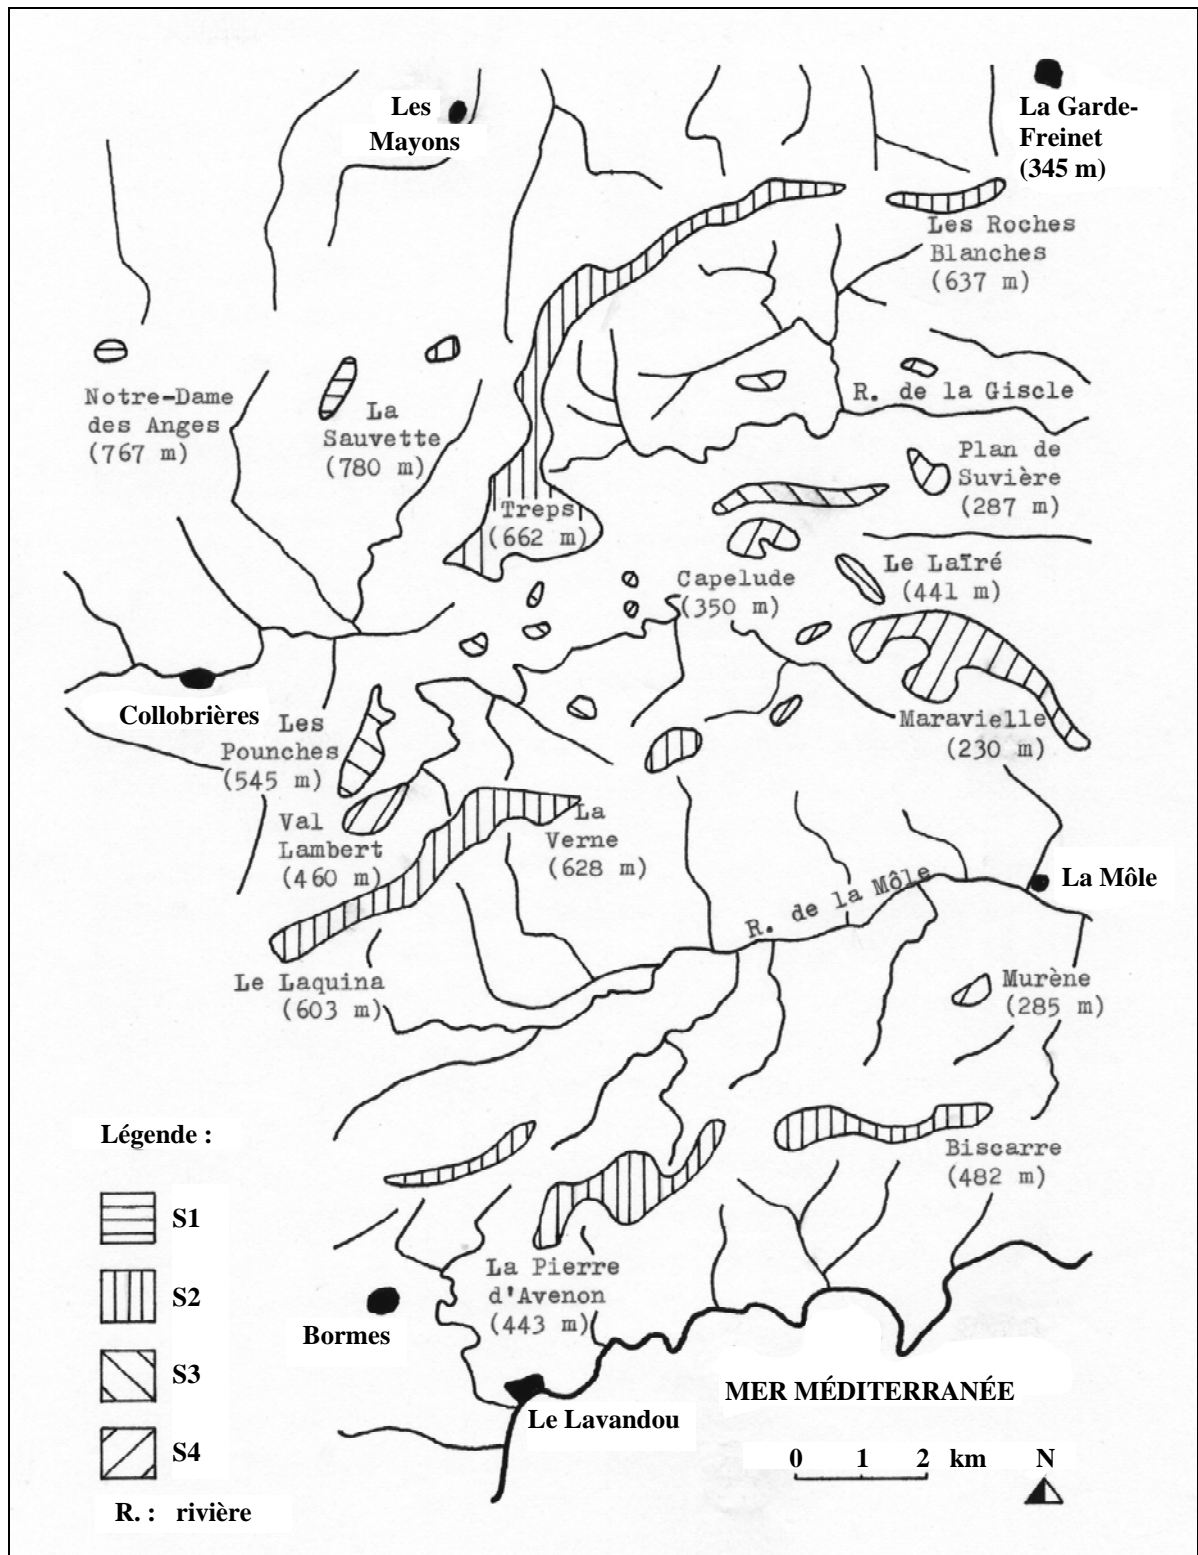 Les
Mayons
La Garde-
Freinet
(345 m)
Les Roches
Blanches
(637 m)
Notre-Dame
des Anges
(767 m)
La
Sauvette
(780 m)
R. de la Giscle
Plan de
Suvière
(287 m)
Treps
(662 m)
Capelude
(350 m)
Le Laïré
(441 m)
Collobrières
Les
Pounches
(545 m)
Maravielle
(230 m)
Val
Lambert
(460 m)
La
Verne
(628 m)
La Môle
R. de la Môle
Le Laquina
(603 m)
Murène
(285 m)
Légende :
S1
S2
S3
S4
R. : rivière
Biscarre
(482 m)
La Pierre
d'Avenon
(443 m)
Bormes
Le Lavandou
MER MÉDITERRANÉE
0 1 2 km N